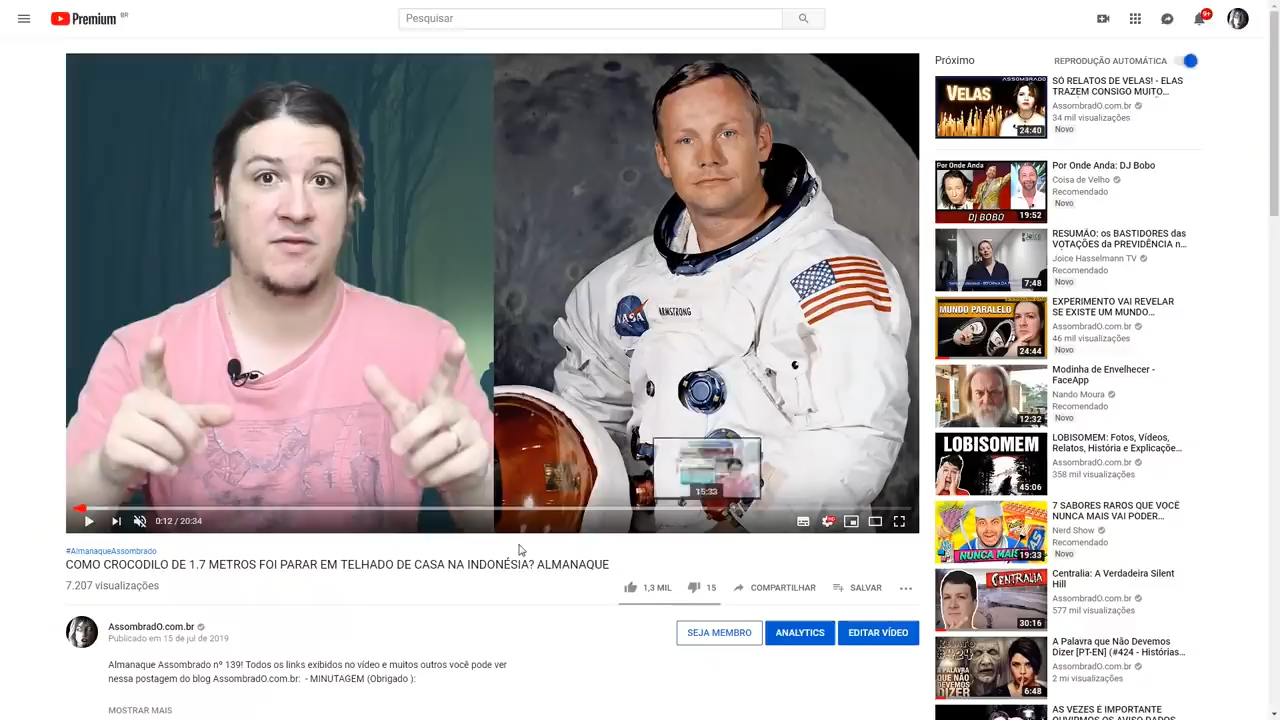 Premium BR
Pesquisar
9+
NASA
ARMSTRONG
15:33
0:12 / 20:34
HD
#AlmanaqueAssombrado
COMO CROCODILO DE 1.7 METROS FOI PARAR EM TELHADO DE CASA NA INDONÉSIA? ALMANAQUE
7.207 visualizações
1,3 MIL
15
COMPARTILHAR
SALVAR
AssombradO.com.br
Publicado em 15 de jul de 2019
SEJA MEMBRO
ANALYTICS
EDITAR VÍDEO
Almanaque Assombrado nº 139! Todos os links exibidos no vídeo e muitos outros você pode ver
nessa postagem do blog AssombradO.com.br: - MINUTAGEM (Obrigado ):
MOSTRAR MAIS
Próximo
REPRODUÇÃO AUTOMÁTICA
ASSOMBRADO
VELAS
24:40
SÓ RELATOS DE VELAS! - ELAS
TRAZEM CONSIGO MUITO...
AssombradO.com.br
34 mil visualizações
Novo
Por Onde Anda
DJ BOBO
19:52
Por Onde Anda: DJ Bobo
Coisa de Velho
Recomendado
Novo
7:48
RESUMÃO: os BASTIDORES das
VOTAÇÕES da PREVIDÊNCIA n...
Joice Hasselmann TV
Recomendado
Novo
MUNDO PARALELO
24:44
EXPERIMENTO VAI REVELAR
SE EXISTE UM MUNDO...
AssombradO.com.br
46 mil visualizações
Novo
12:32
Modinha de Envelhecer -
FaceApp
Nando Moura
Recomendado
Novo
LOBISOMEM
45:06
LOBISOMEM: Fotos, Vídeos,
Relatos, História e Explicaçõe...
AssombradO.com.br
358 mil visualizações
NUNCA MAIS
19:33
7 SABORES RAROS QUE VOCÊ
NUNCA MAIS VAI PODER...
Nerd Show
Recomendado
Novo
CENTRALIA
30:16
Centralia: A Verdadeira Silent
Hill
AssombradO.com.br
577 mil visualizações
RELATO #424
A PALAVRA
QUE NÃO
DEVEMOS
DIZER
6:48
A Palavra que Não Devemos
Dizer [PT-EN] (#424 - Histórias...
AssombradO.com.br
2 mi visualizações
AS VEZES É IMPORTANTE
OUVIRMOS OS AVISO DADOS